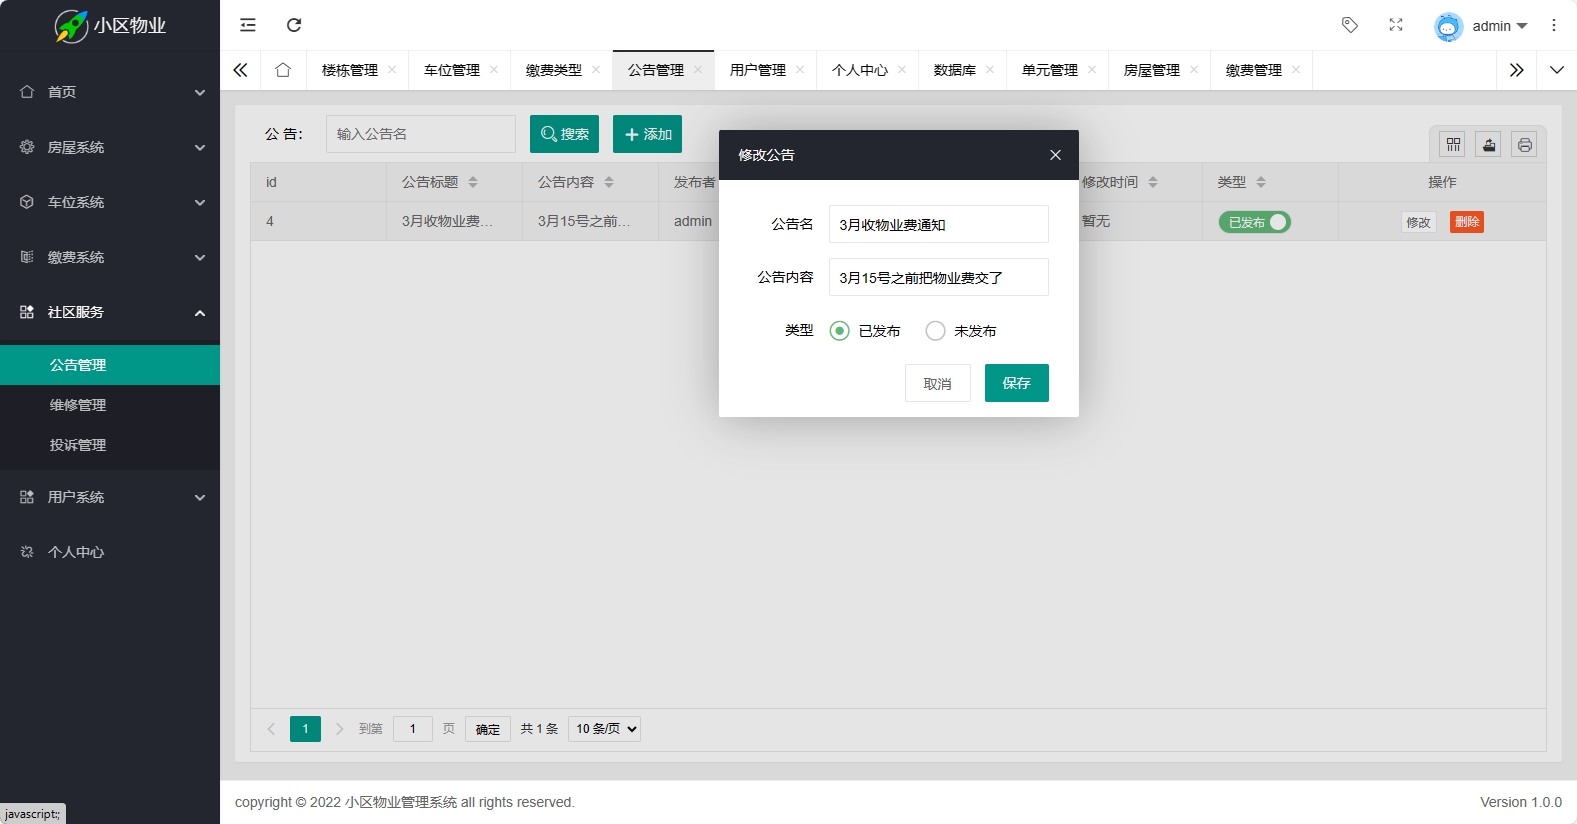 小区物业
admin
楼栋管理
车位管理
缴费类型
公告管理
用户管理
个人中心
数据库
单元管理
房屋管理
缴费管理
首页
房屋系统
车位系统
缴费系统
社区服务
公告管理
维修管理
投诉管理
用户系统
个人中心
公 告：
输入公告名
搜索
添加
id
公告标题
公告内容
发布者
修改时间
类型
操作
4
3月收物业费...
3月15号之前...
admin
暂无
已发布
修改
删除
修改公告
公告名
3月收物业费通知
公告内容
3月15号之前把物业费交了
类型
已发布
未发布
取消
保存
1
到第
1
页
确定
共 1 条
10 条/页
copyright © 2022 小区物业管理系统 all rights reserved.
Version 1.0.0
javascript:;